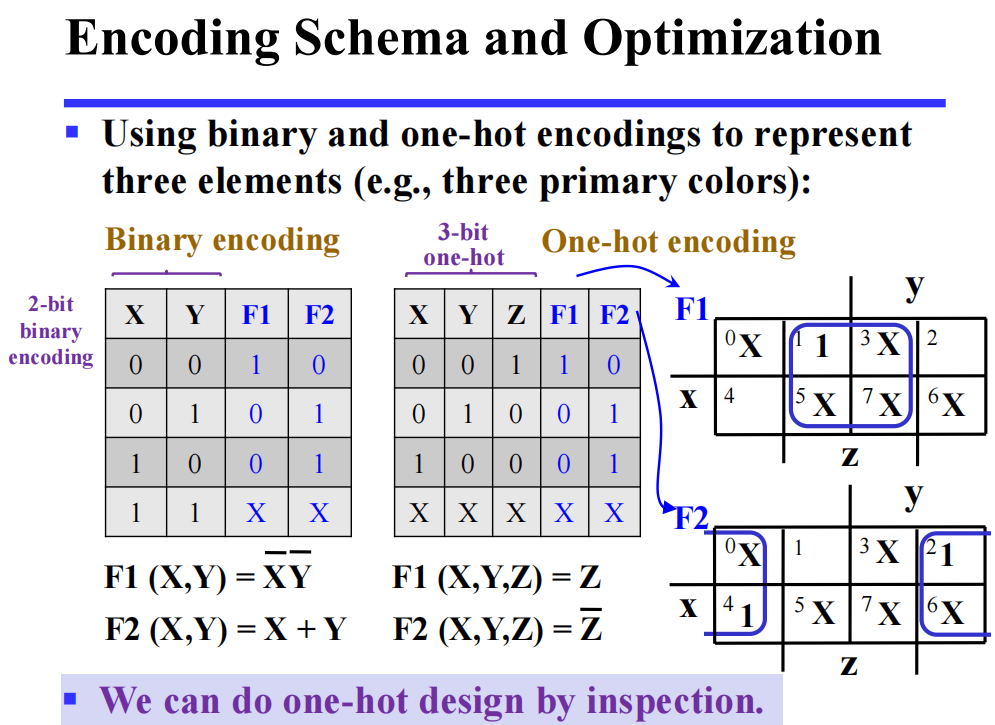 Encoding Schema and Optimization
Using binary and one-hot encodings to represent
three elements (e.g., three primary colors):
Binary encoding
2-bit
binary
encoding
X Y F1 F2
0 0 1 0
0 1 0 1
1 0 0 1
1 1 X X
F1 (X,Y) = X̅Y̅
F2 (X,Y) = X + Y
3-bit
one-hot
One-hot encoding
X Y Z F1 F2
0 0 1 1 0
0 1 0 0 1
1 0 0 0 1
X X X X X
F1 (X,Y,Z) = Z
F2 (X,Y,Z) = Z̅
F1
y
0 X 1 1 3 X 2
x 4 5 X 7 X 6 X
z
F2
y
0 X 1 3 X 2 1
x 4 1 5 X 7 X 6 X
z
We can do one-hot design by inspection.